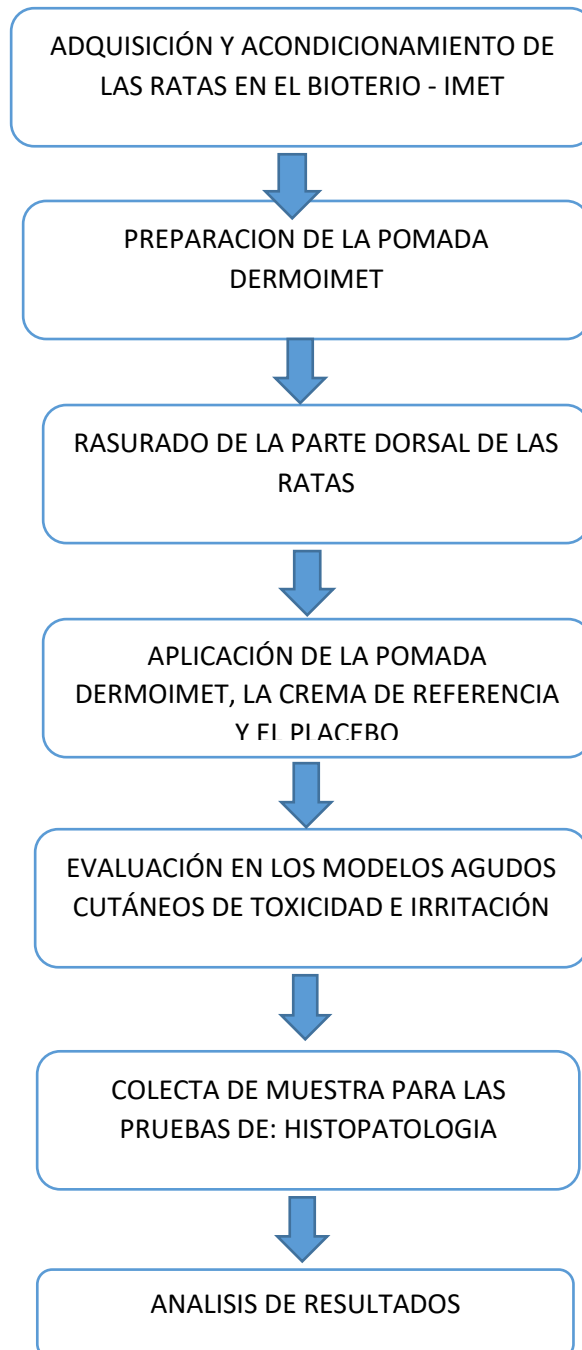 ADQUISICIÓN Y ACONDICIONAMIENTO DE
LAS RATAS EN EL BIOTERIO - IMET
PREPARACION DE LA POMADA
DERMOIMET
RASURADO DE LA PARTE DORSAL DE LAS
RATAS
APLICACIÓN DE LA POMADA
DERMOIMET, LA CREMA DE REFERENCIA
Y EL PLACEBO
EVALUACIÓN EN LOS MODELOS AGUDOS
CUTÁNEOS DE TOXICIDAD E IRRITACIÓN
COLECTA DE MUESTRA PARA LAS
PRUEBAS DE: HISTOPATOLOGIA
ANALISIS DE RESULTADOS